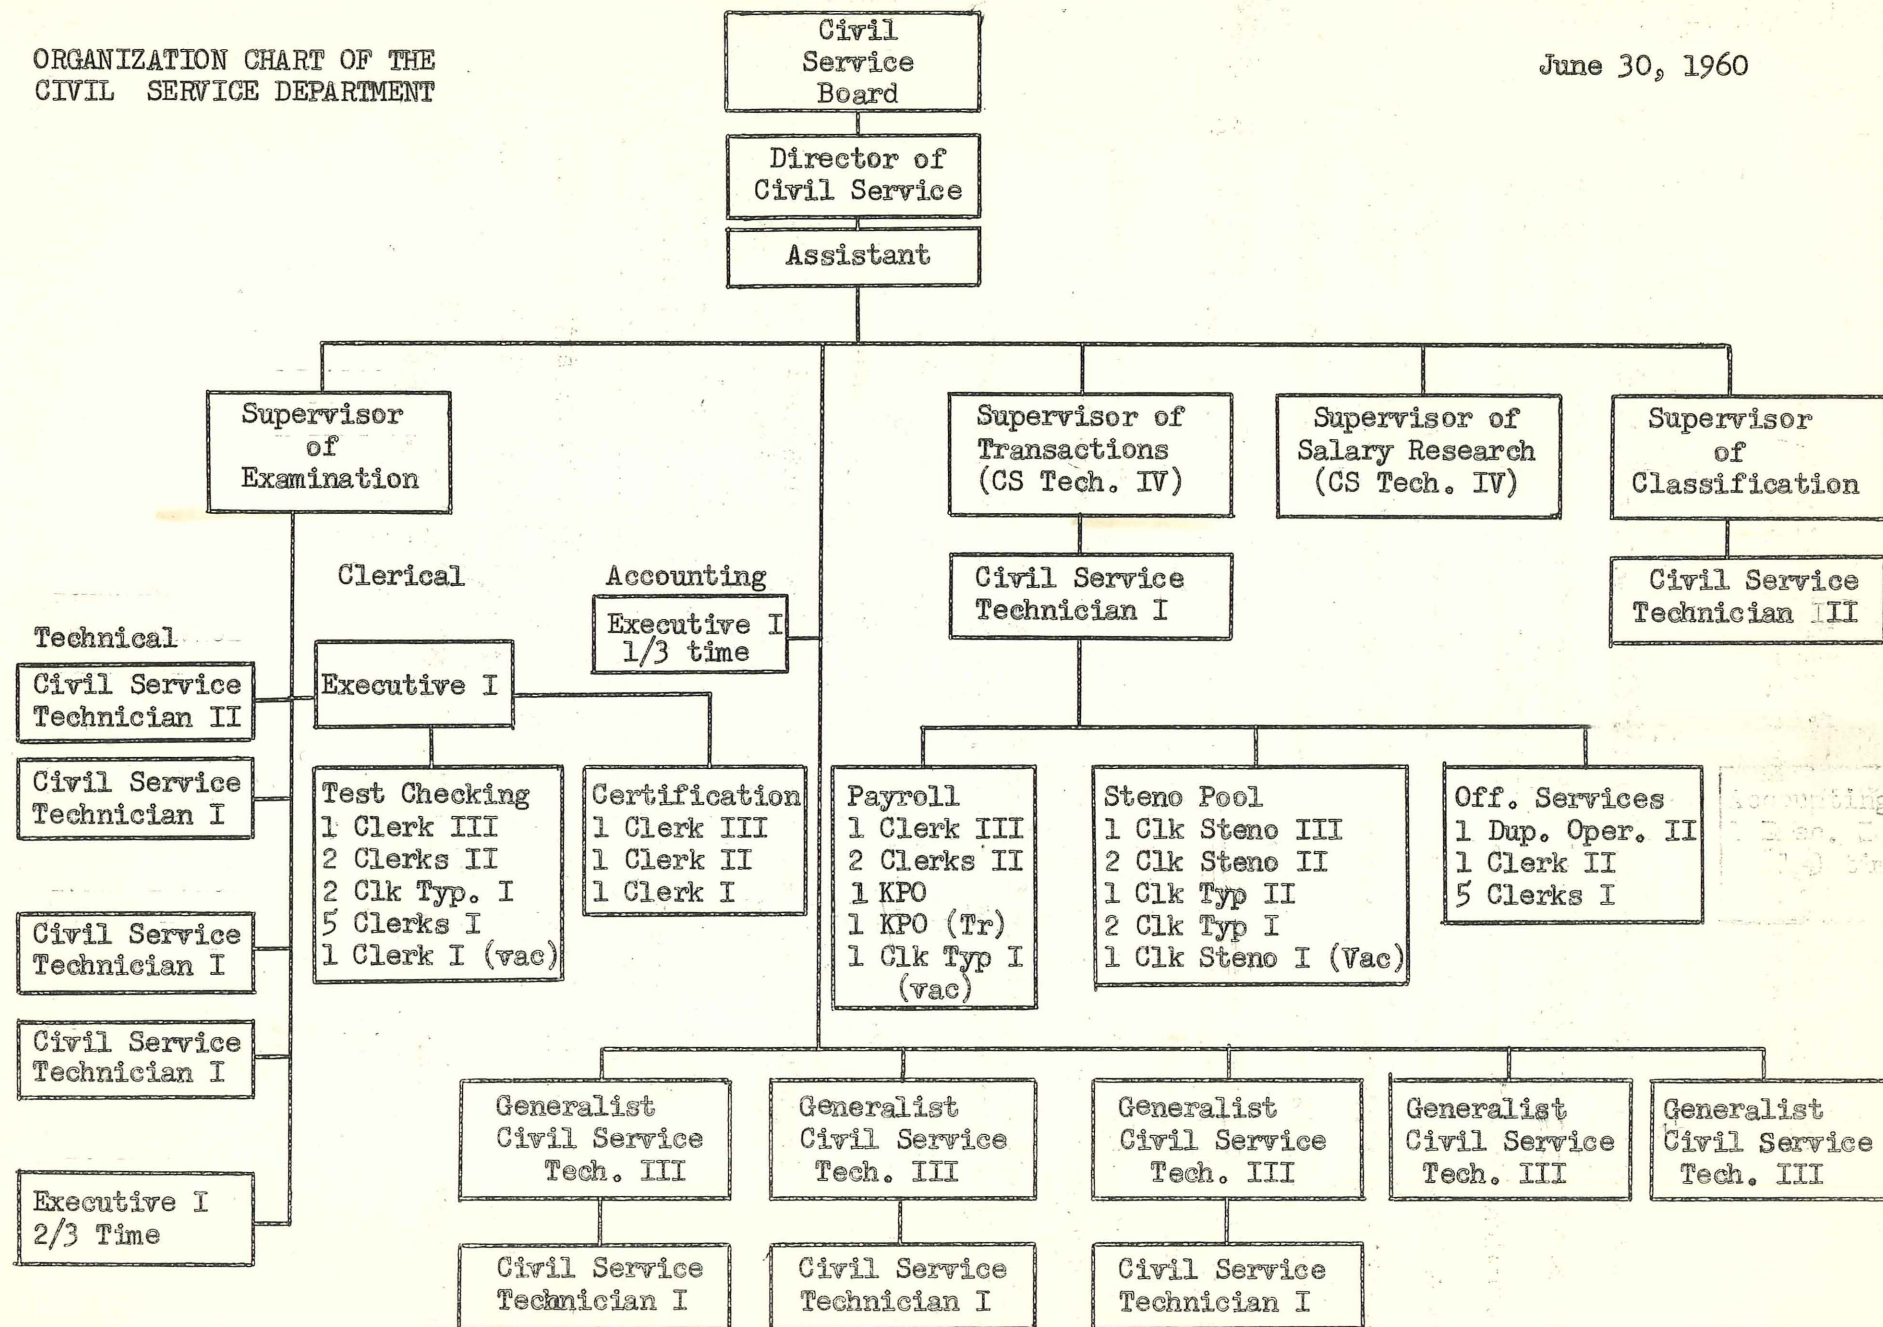 ORGANIZATION CHART OF THE
CIVIL SERVICE DEPARTMENT
June 30, 1960
Civil
Service
Board
Director of
Civil Service
Assistant
Supervisor
of
Examination
Supervisor of
Transactions
(CS Tech. IV)
Supervisor of
Salary Research
(CS Tech. IV)
Supervisor
of
Classification
Civil Service
Technician I
Civil Service
Technician III
Clerical
Accounting
Executive I
1/3 time
Technical
Civil Service
Technician II
Executive I
Civil Service
Technician I
Test Checking
1 Clerk III
2 Clerks II
2 Clk Typ. I
5 Clerks I
1 Clerk I (vac)
Certification
1 Clerk III
1 Clerk II
1 Clerk I
Payroll
1 Clerk III
2 Clerks II
1 KPO
1 KPO (Tr)
1 Clk Typ I
(vac)
Steno Pool
1 Clk Steno III
2 Clk Steno II
1 Clk Typ II
2 Clk Typ I
1 Clk Steno I (Vac)
Off. Services
1 Dup. Oper. II
1 Clerk II
5 Clerks I
Accounting
Civil Service
Technician I
Civil Service
Technician I
Executive I
2/3 Time
Generalist
Civil Service
Tech. III
Generalist
Civil Service
Tech. III
Generalist
Civil Service
Tech. III
Generalist
Civil Service
Tech. III
Generalist
Civil Service
Tech. III
Civil Service
Technician I
Civil Service
Technician I
Civil Service
Technician I